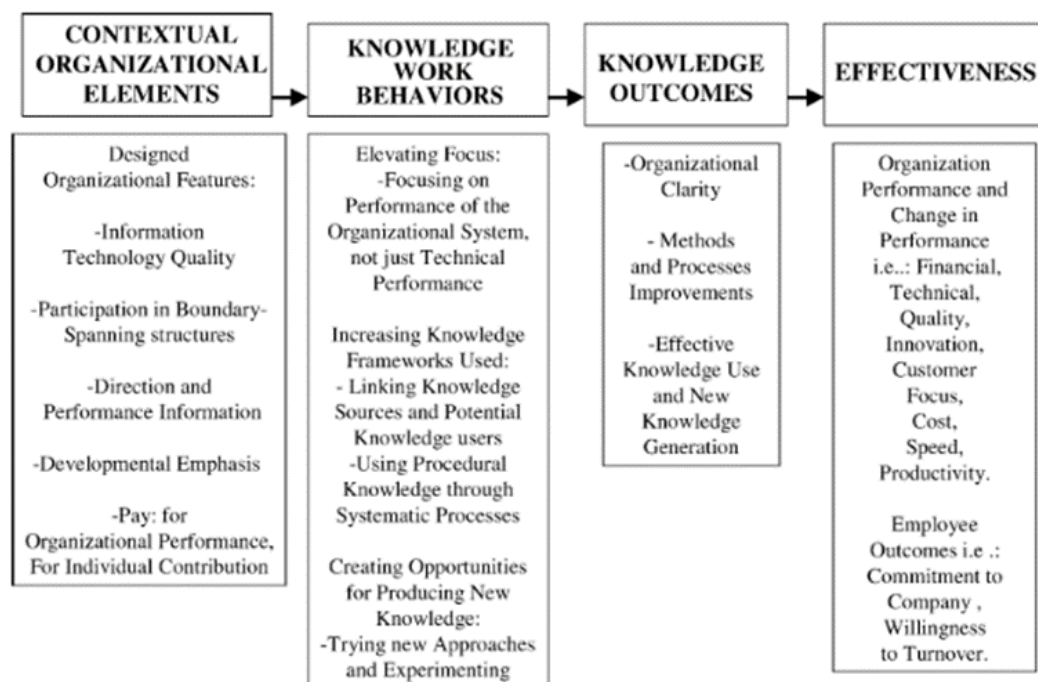 CONTEXTUAL
ORGANIZATIONAL
ELEMENTS
Designed
Organizational Features:
-Information
Technology Quality
-Participation in Boundary-
Spanning structures
-Direction and
Performance Information
-Developmental Emphasis
-Pay: for
Organizational Performance,
For Individual Contribution
KNOWLEDGE
WORK
BEHAVIORS
Elevating Focus:
-Focusing on
Performance of the
Organizational System,
not just Technical
Performance
Increasing Knowledge
Frameworks Used:
- Linking Knowledge
Sources and Potential
Knowledge users
-Using Procedural
Knowledge through
Systematic Processes
Creating Opportunities
for Producing New
Knowledge:
-Trying new Approaches
and Experimenting
KNOWLEDGE
OUTCOMES
-Organizational
Clarity
- Methods
and Processes
Improvements
-Effective
Knowledge Use
and New
Knowledge
Generation
EFFECTIVENESS
Organization
Performance and
Change in
Performance
i.e..: Financial,
Technical,
Quality,
Innovation,
Customer
Focus,
Cost,
Speed,
Productivity.
Employee
Outcomes i.e .:
Commitment to
Company ,
Willingness
to Turnover.